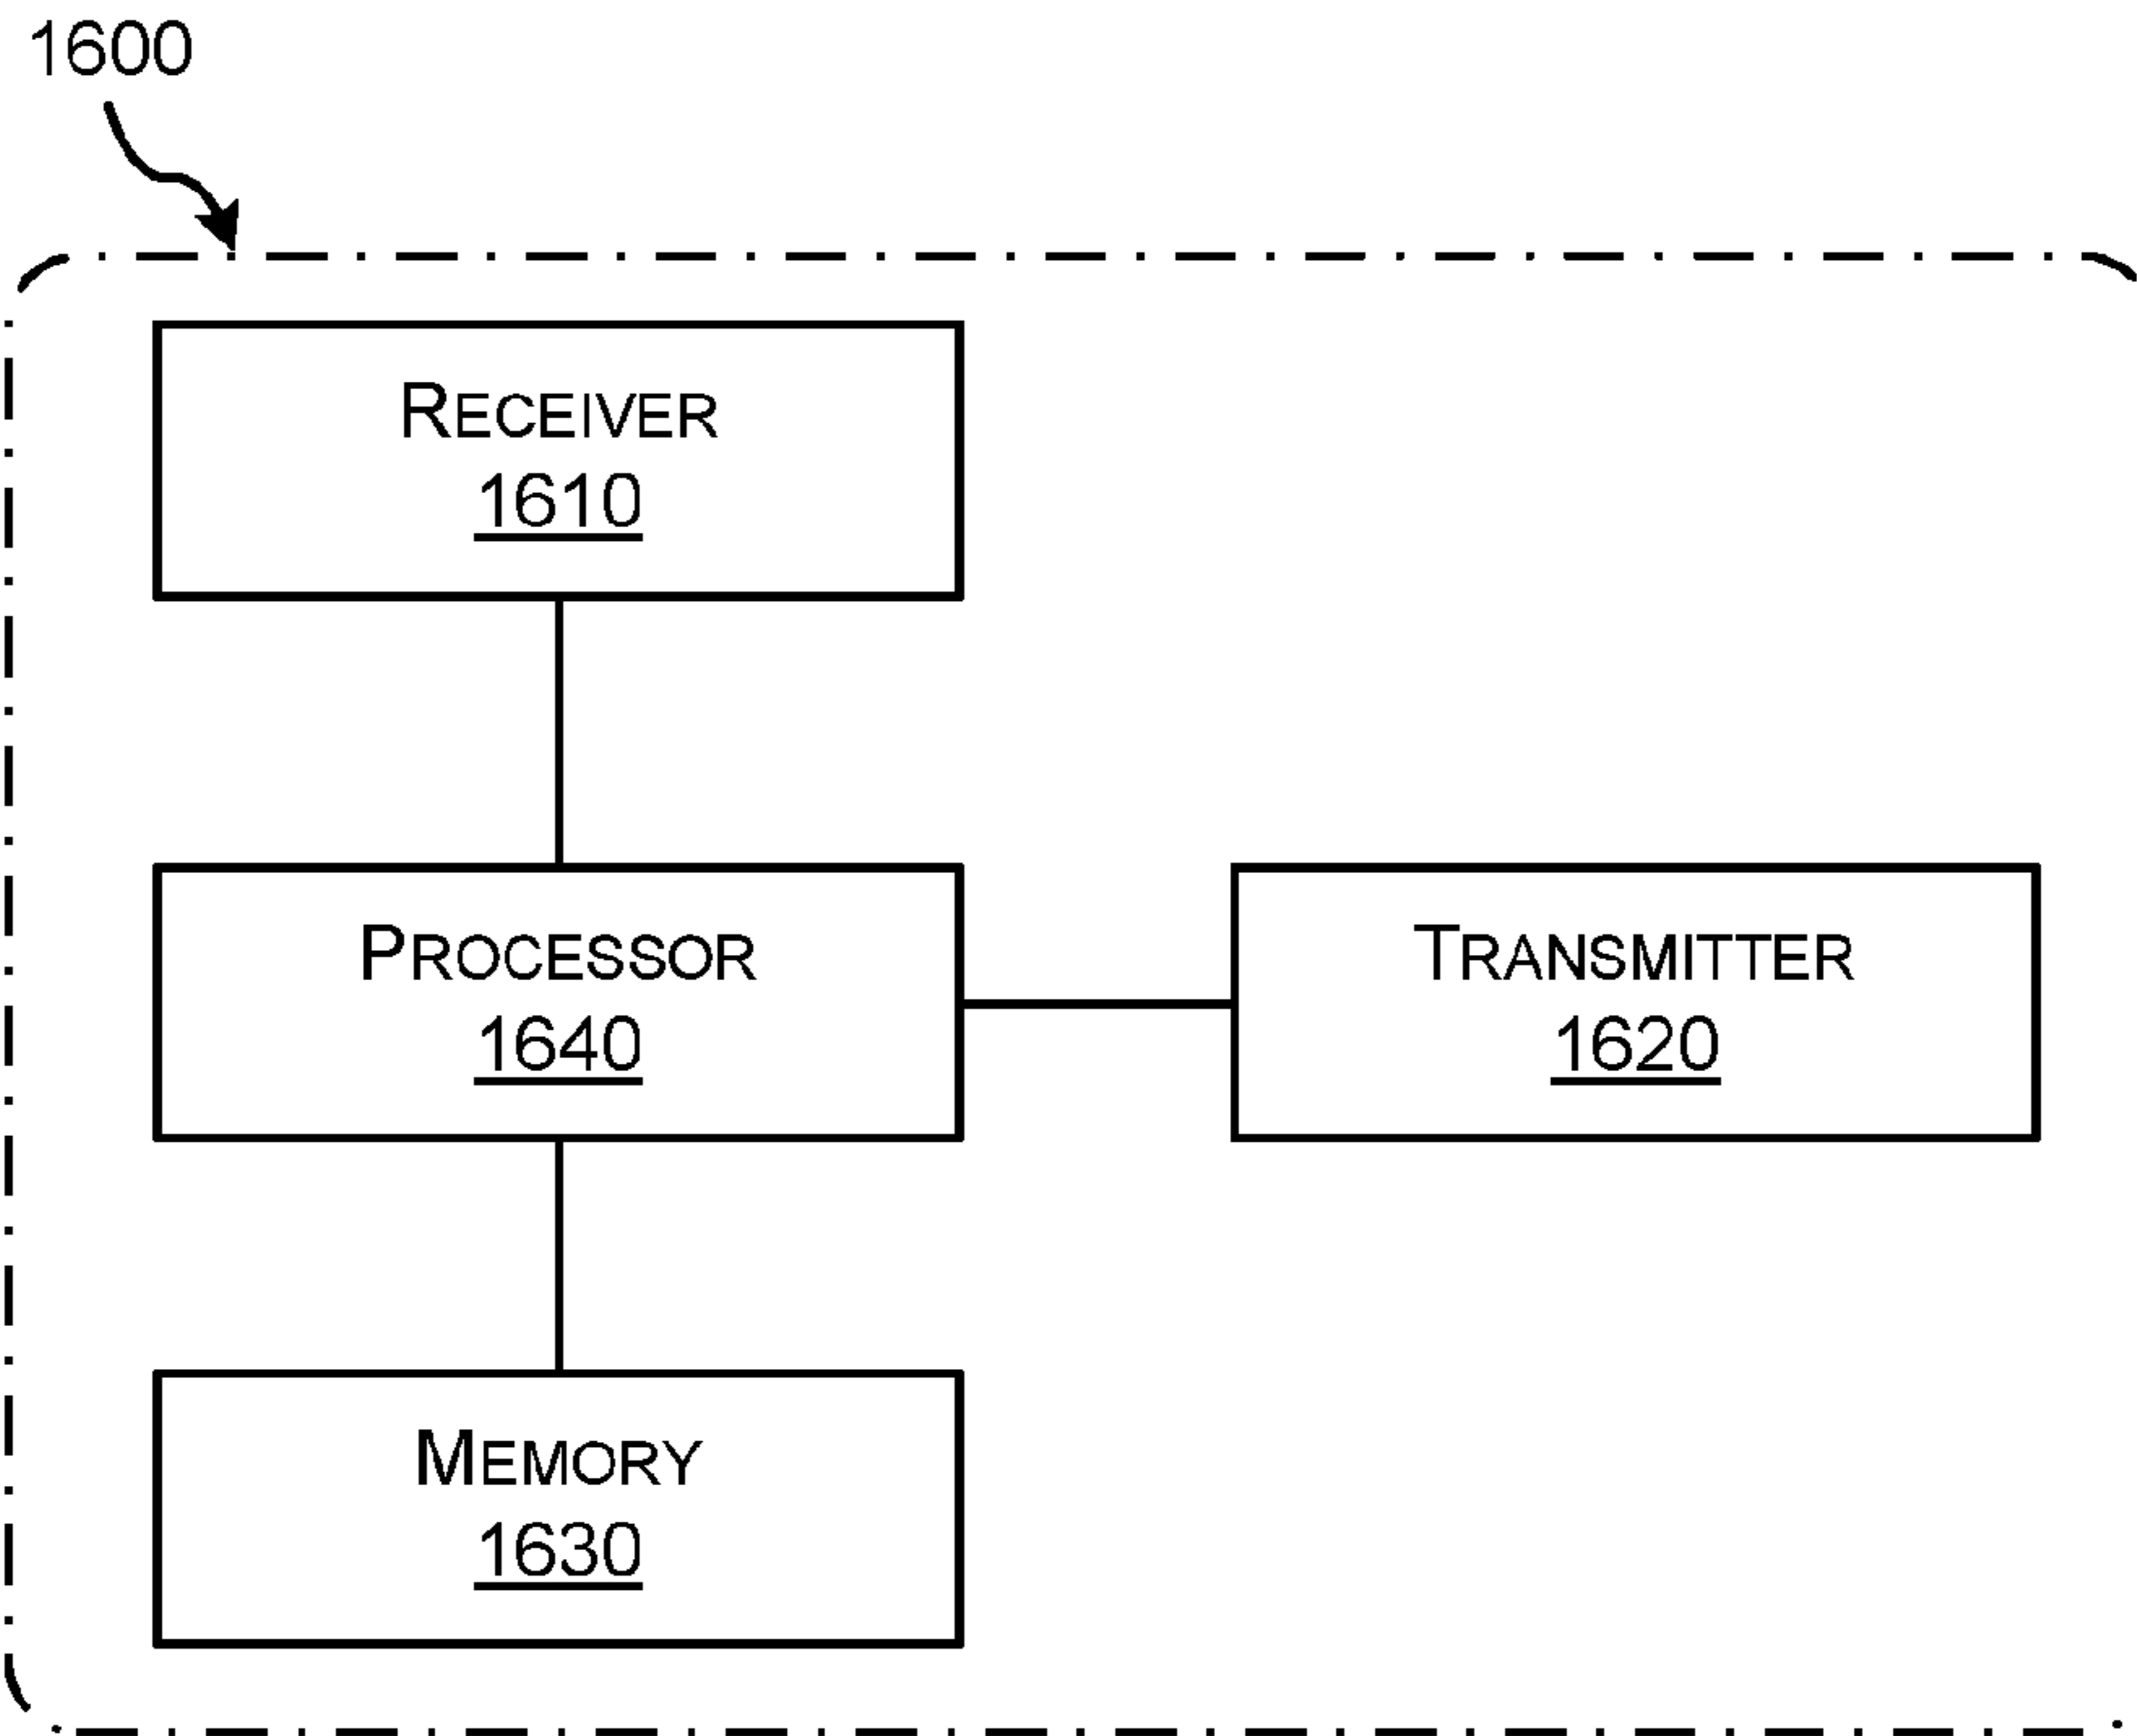 1600
RECEIVER
1610
PROCESSOR
1640
TRANSMITTER
1620
MEMORY
1630